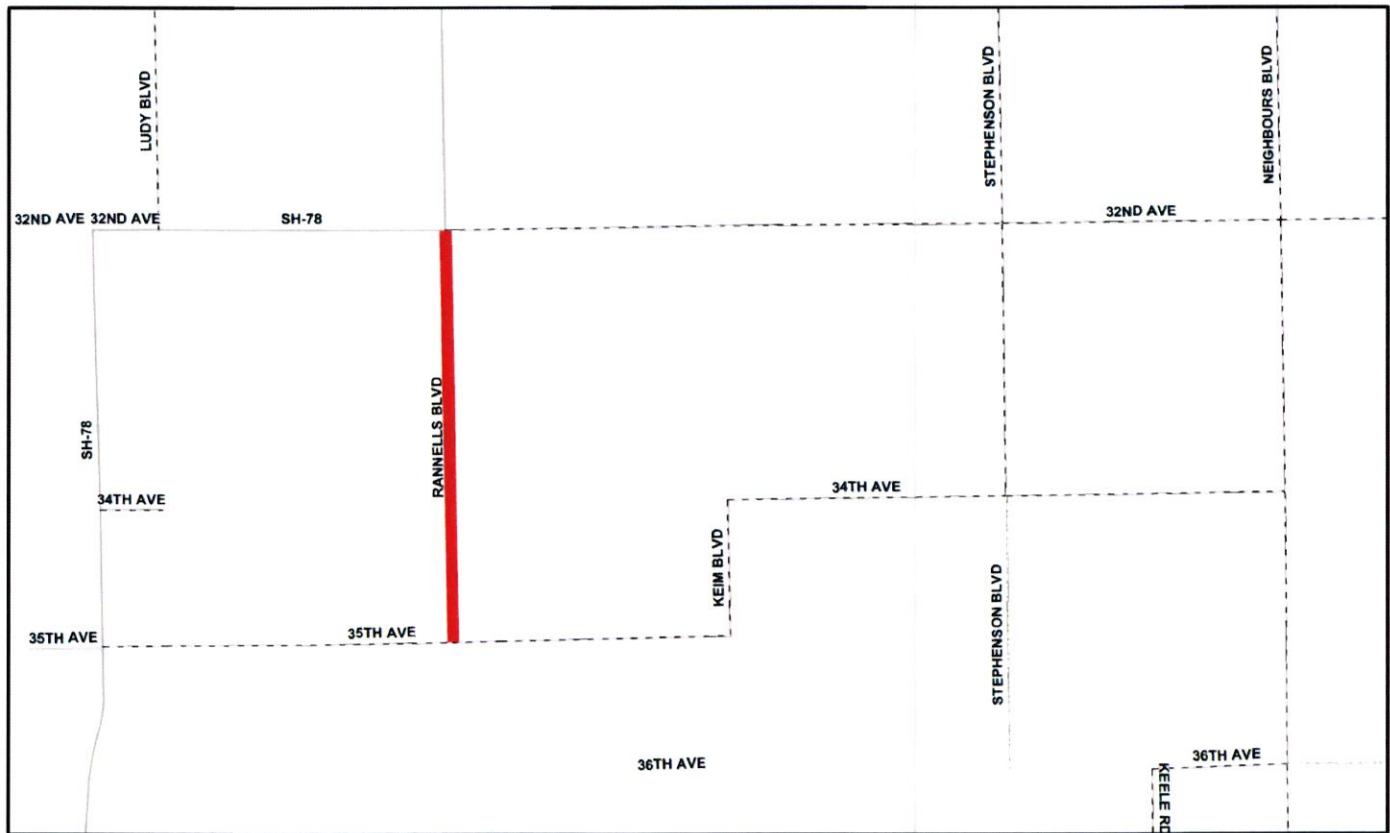 LUDY BLVD
STEPHENSON BLVD
NEIGHBOURS BLVD
32ND AVE 32ND AVE
SH-78
32ND AVE
SH-78
RANNELLS BLVD
34TH AVE
34TH AVE
KEIM BLVD
STEPHENSON BLVD
35TH AVE
35TH AVE
36TH AVE
36TH AVE
KEELE RD